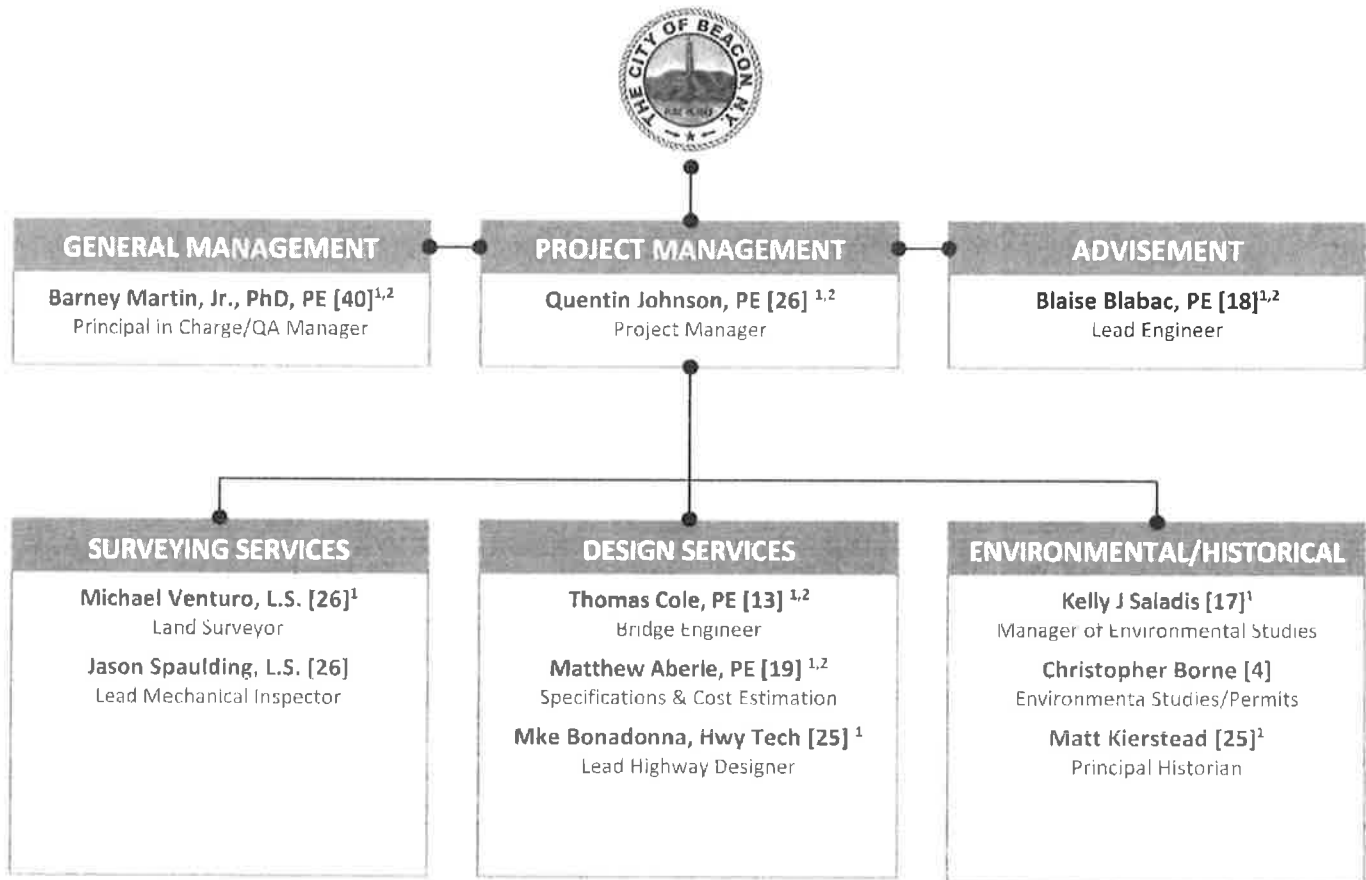 THE CITY OF BEACON N.Y.
GENERAL MANAGEMENT
Barney Martin, Jr., PhD, PE [40]1,2
Principal in Charge/QA Manager
PROJECT MANAGEMENT
Quentin Johnson, PE [26] 1,2
Project Manager
ADVISEMENT
Blaise Blabac, PE [18]1,2
Lead Engineer
SURVEYING SERVICES
Michael Venturo, L.S. [26]1
Land Surveyor
Jason Spaulding, L.S. [26]
Lead Mechanical Inspector
DESIGN SERVICES
Thomas Cole, PE [13] 1,2
Bridge Engineer
Matthew Aberle, PE [19] 1,2
Specifications & Cost Estimation
Mke Bonadonna, Hwy Tech [25] 1
Lead Highway Designer
ENVIRONMENTAL/HISTORICAL
Kelly J Saladis [17]1
Manager of Environmental Studies
Christopher Borne [4]
Environmenta Studies/Permits
Matt Kierstead [25]1
Principal Historian